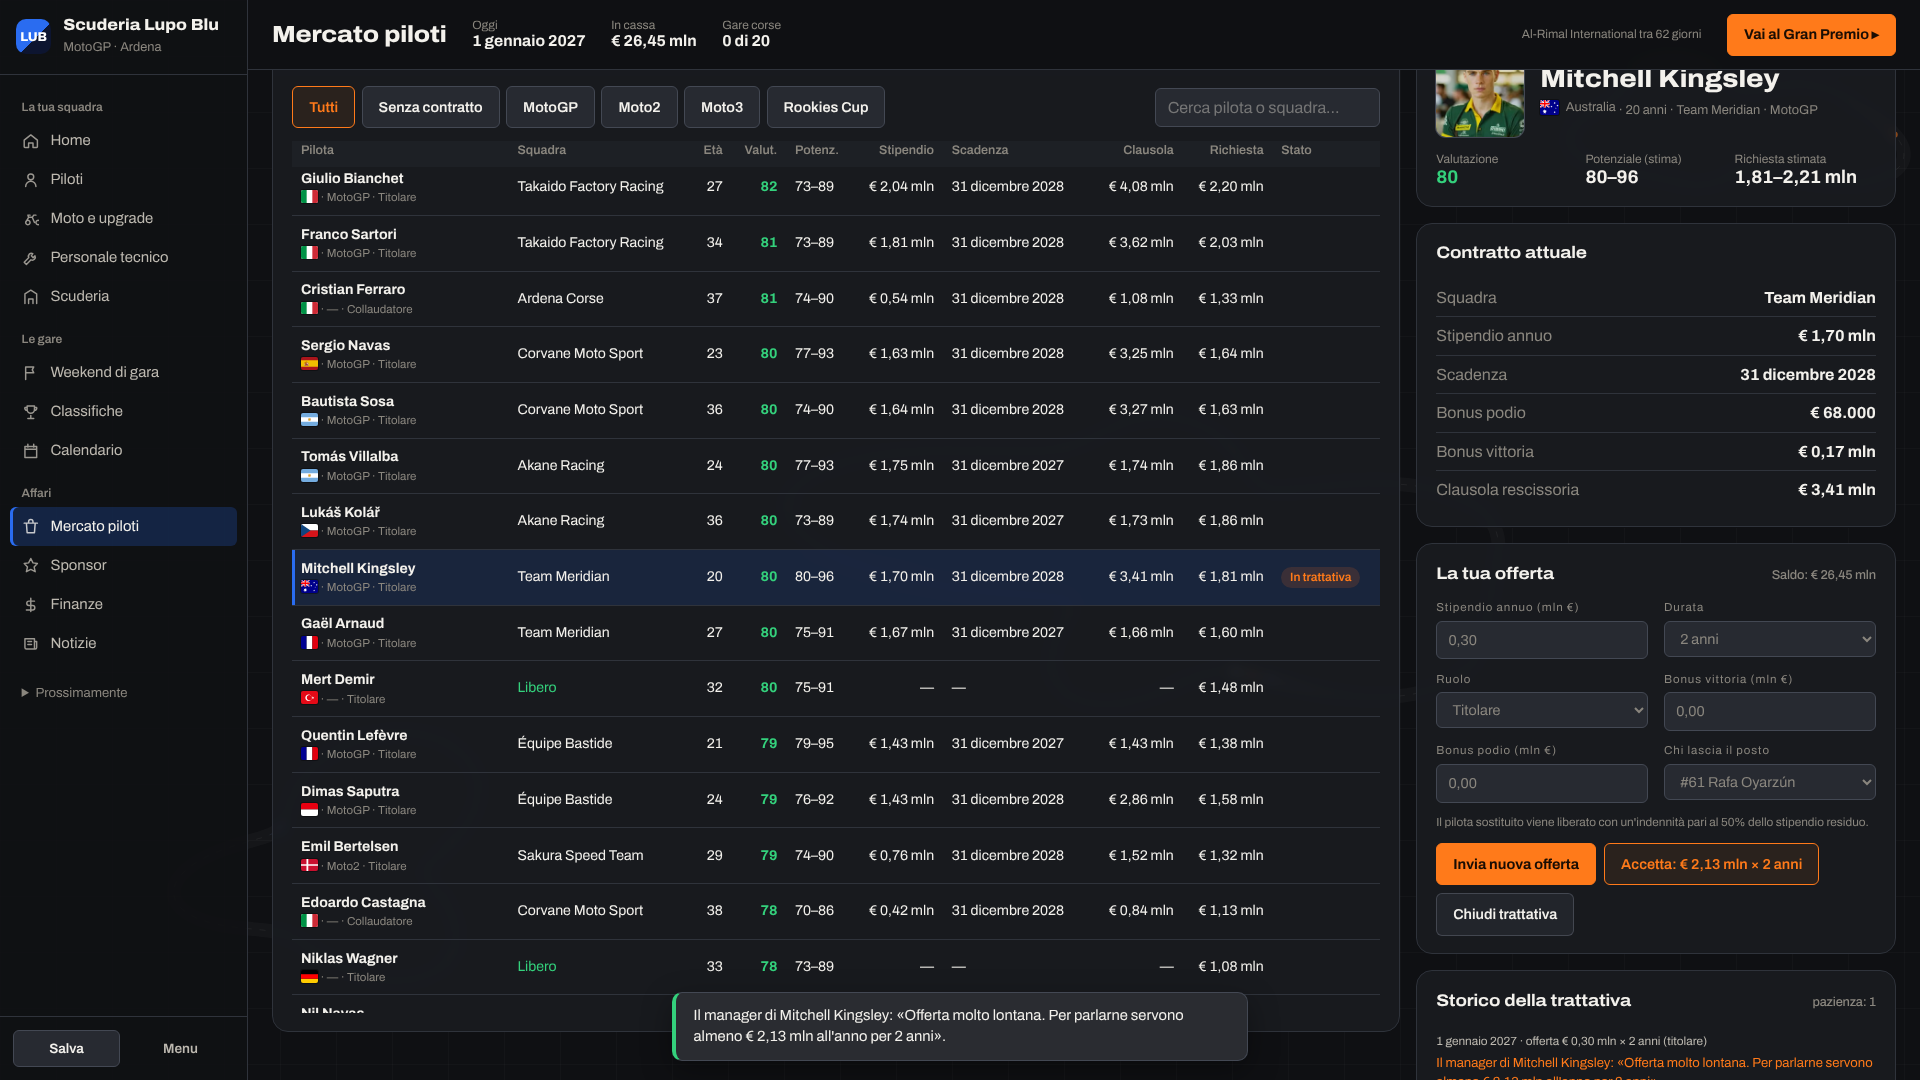 LUB
Scuderia Lupo Blu
MotoGP · Ardena
La tua squadra
Home
Piloti
Moto e upgrade
Personale tecnico
Scuderia
Le gare
Weekend di gara
Classifiche
Calendario
Affari
Mercato piloti
Sponsor
Finanze
Notizie
Prossimamente
Salva
Menu
Mercato piloti
Oggi
1 gennaio 2027
In cassa
€ 26,45 mln
Gare corse
0 di 20
Al-Rimal International tra 62 giorni
Vai al Gran Premio ▸
Tutti
Senza contratto
MotoGP
Moto2
Moto3
Rookies Cup
Cerca pilota o squadra...
Pilota Squadra Età Valut. Potenz. Stipendio Scadenza Clausola Richiesta Stato
Giulio Bianchet
Takaido Factory Racing 27 82 73–89 € 2,04 mln 31 dicembre 2028 € 4,08 mln € 2,20 mln
· MotoGP · Titolare
Franco Sartori
Takaido Factory Racing 34 81 73–89 € 1,81 mln 31 dicembre 2028 € 3,62 mln € 2,03 mln
· MotoGP · Titolare
Cristian Ferraro
Ardena Corse 37 81 74–90 € 0,54 mln 31 dicembre 2028 € 1,08 mln € 1,33 mln
· — · Collaudatore
Sergio Navas
Corvane Moto Sport 23 80 77–93 € 1,63 mln 31 dicembre 2028 € 3,25 mln € 1,64 mln
· MotoGP · Titolare
Bautista Sosa
Corvane Moto Sport 36 80 74–90 € 1,64 mln 31 dicembre 2028 € 3,27 mln € 1,63 mln
· MotoGP · Titolare
Tomás Villalba
Akane Racing 24 80 77–93 € 1,75 mln 31 dicembre 2027 € 1,74 mln € 1,86 mln
· MotoGP · Titolare
Lukáš Kolář
Akane Racing 36 80 73–89 € 1,74 mln 31 dicembre 2027 € 1,73 mln € 1,86 mln
· MotoGP · Titolare
Mitchell Kingsley
Team Meridian 20 80 80–96 € 1,70 mln 31 dicembre 2028 € 3,41 mln € 1,81 mln In trattativa
· MotoGP · Titolare
Gaël Arnaud
Team Meridian 27 80 75–91 € 1,67 mln 31 dicembre 2027 € 1,66 mln € 1,60 mln
· MotoGP · Titolare
Mert Demir
Libero 32 80 75–91 — — — € 1,48 mln
· — · Titolare
Quentin Lefèvre
Équipe Bastide 21 79 79–95 € 1,43 mln 31 dicembre 2027 € 1,43 mln € 1,38 mln
· MotoGP · Titolare
Dimas Saputra
Équipe Bastide 24 79 76–92 € 1,43 mln 31 dicembre 2028 € 2,86 mln € 1,58 mln
· MotoGP · Titolare
Emil Bertelsen
Sakura Speed Team 29 79 74–90 € 0,76 mln 31 dicembre 2028 € 1,52 mln € 1,32 mln
· Moto2 · Titolare
Edoardo Castagna
Corvane Moto Sport 38 78 70–86 € 0,42 mln 31 dicembre 2028 € 0,84 mln € 1,13 mln
· — · Collaudatore
Niklas Wagner
Libero 33 78 73–89 — — — € 1,08 mln
· — · Titolare
Nil Navas
Il manager di Mitchell Kingsley: «Offerta molto lontana. Per parlarne servono
almeno € 2,13 mln all'anno per 2 anni».
Mitchell Kingsley
Australia · 20 anni · Team Meridian · MotoGP
Valutazione
80
Potenziale (stima)
80–96
Richiesta stimata
1,81–2,21 mln
Contratto attuale
Squadra Team Meridian
Stipendio annuo € 1,70 mln
Scadenza 31 dicembre 2028
Bonus podio € 68.000
Bonus vittoria € 0,17 mln
Clausola rescissoria € 3,41 mln
La tua offerta
Saldo: € 26,45 mln
Stipendio annuo (mln €) Durata
0,30 2 anni
Ruolo Bonus vittoria (mln €)
Titolare 0,00
Bonus podio (mln €) Chi lascia il posto
0,00 #61 Rafa Oyarzún
Il pilota sostituito viene liberato con un'indennità pari al 50% dello stipendio residuo.
Invia nuova offerta
Accetta: € 2,13 mln × 2 anni
Chiudi trattativa
Storico della trattativa
pazienza: 1
1 gennaio 2027 · offerta € 0,30 mln × 2 anni (titolare)
Il manager di Mitchell Kingsley: «Offerta molto lontana. Per parlarne servono
almeno € 2,13 mln all'anno per 2 anni».